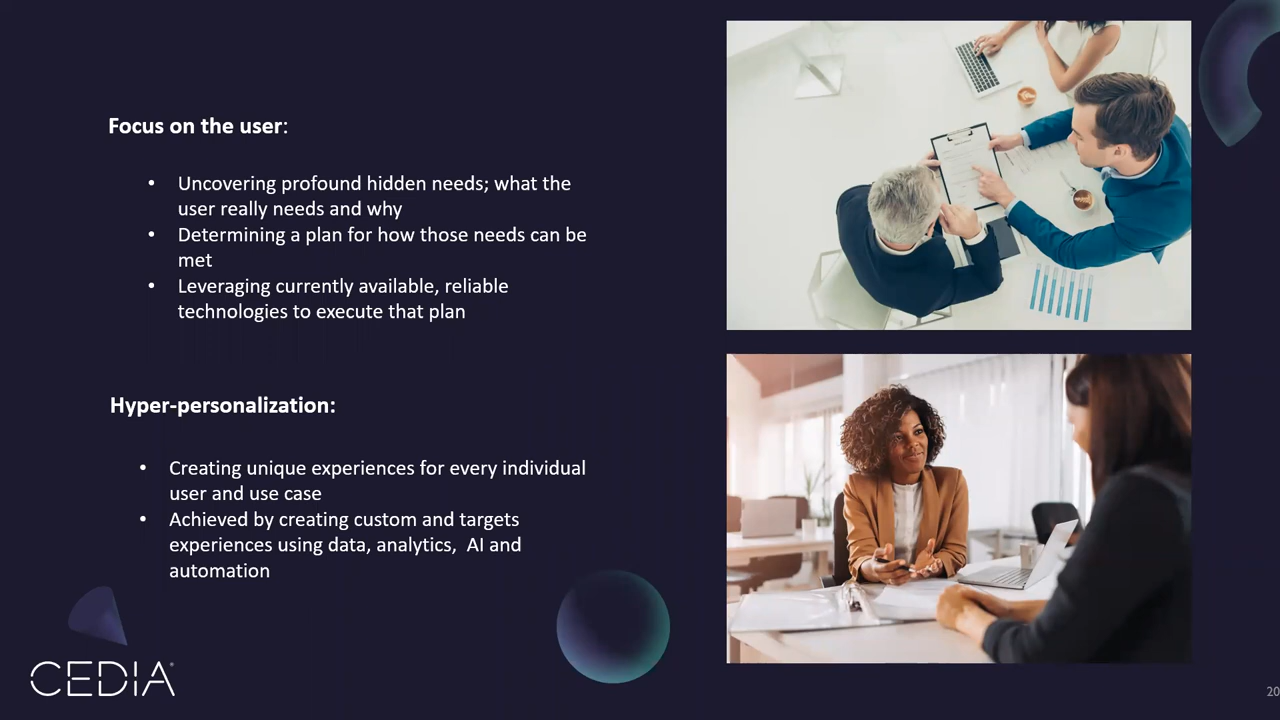 Focus on the user:
• Uncovering profound hidden needs; what the
user really needs and why
• Determining a plan for how those needs can be
met
• Leveraging currently available, reliable
technologies to execute that plan
Hyper-personalization:
• Creating unique experiences for every individual
user and use case
• Achieved by creating custom and targets
experiences using data, analytics,  AI and
automation
CEDIA
20